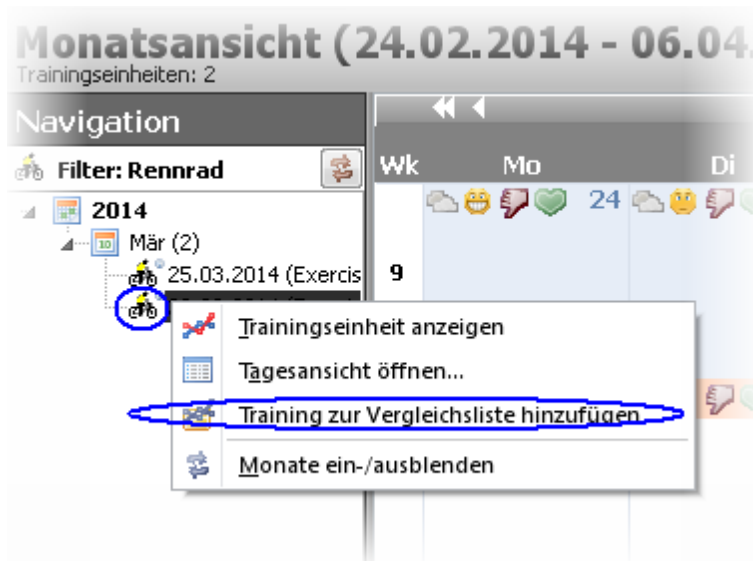 Monatsansicht (24.02.2014 - 06.04.
Trainingseinheiten: 2
Navigation
Filter: Rennrad
Wk Mo Di
2014
24
Mär (2)
25.03.2014 (Exercis
9
Trainingseinheit anzeigen
Tagesansicht öffnen...
Training zur Vergleichsliste hinzufügen
Monate ein-/ausblenden